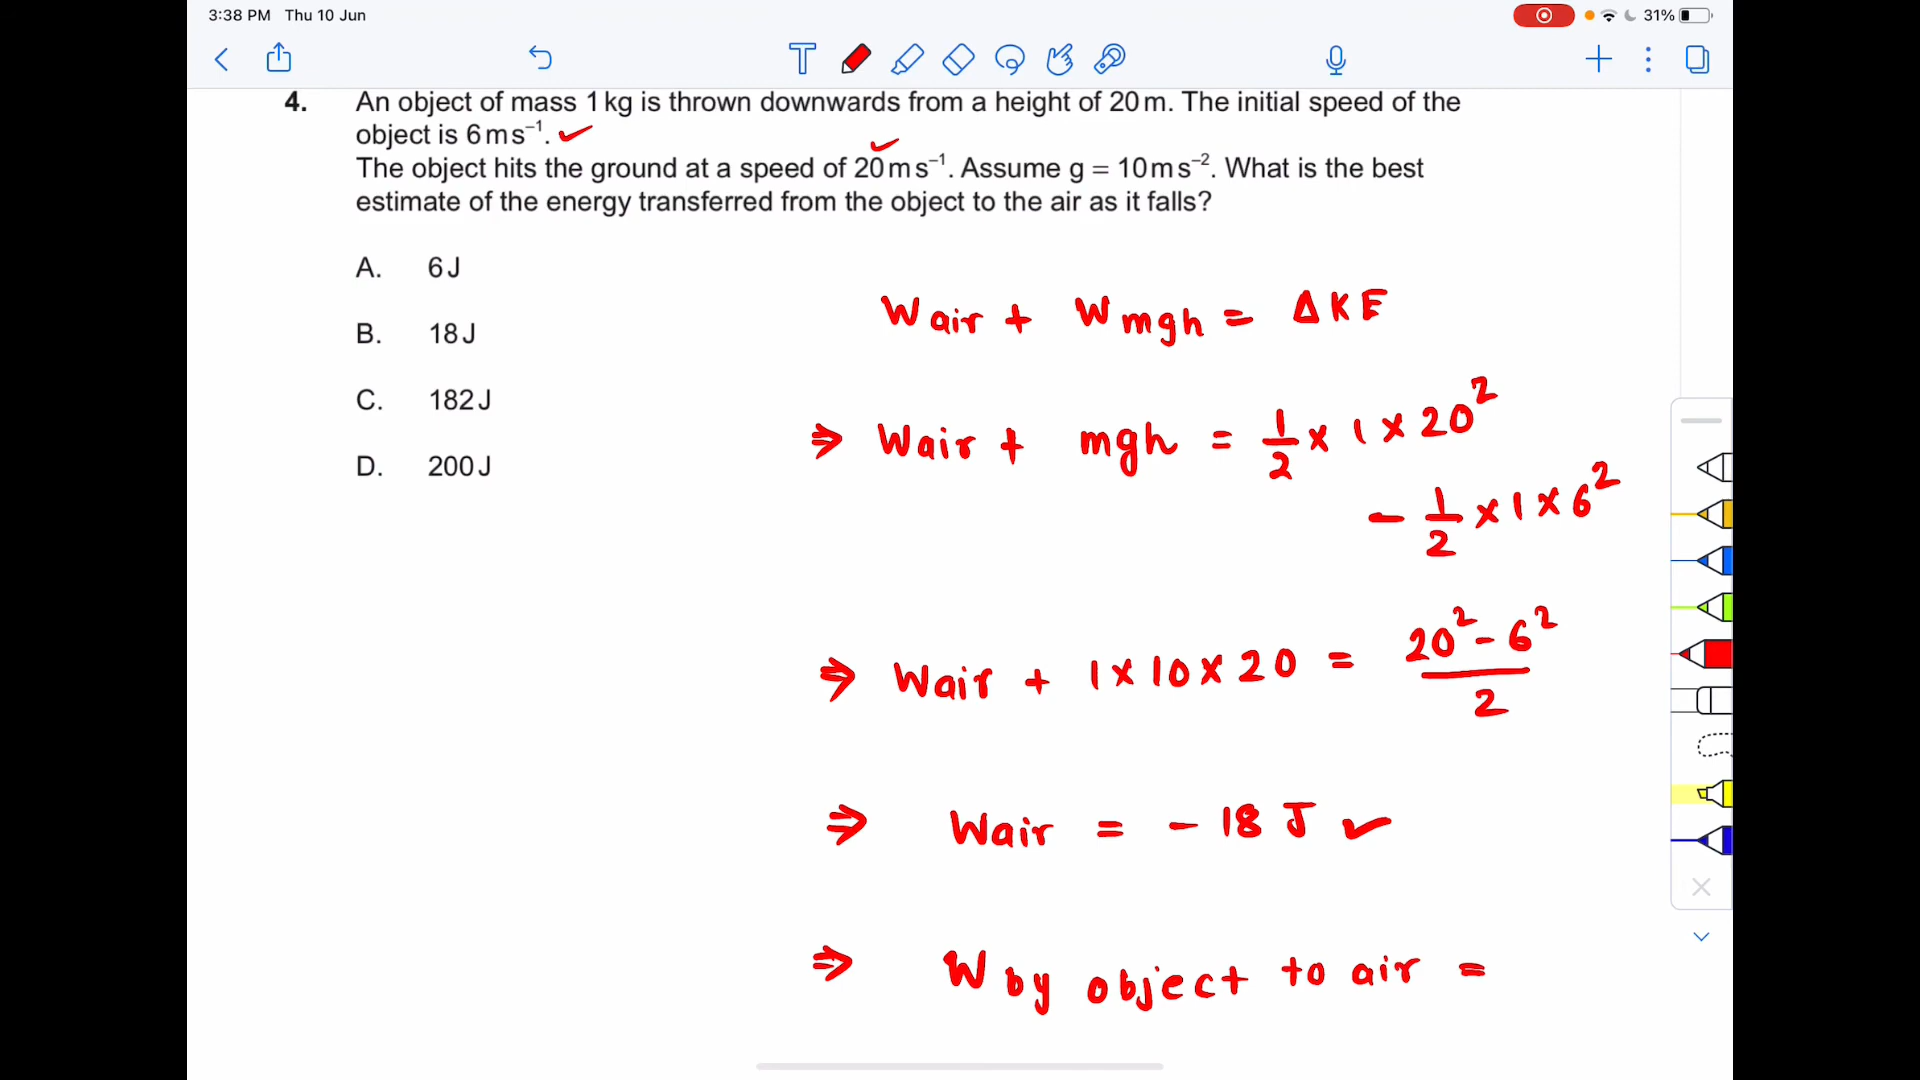 3:38 PM Thu 10 Jun
31%
4. An object of mass 1 kg is thrown downwards from a height of 20 m. The initial speed of the
object is 6 m s⁻¹. ✓
The object hits the ground at a speed of 20 m s⁻¹. Assume g = 10 m s⁻². What is the best
estimate of the energy transferred from the object to the air as it falls?
A. 6 J
B. 18 J
C. 182 J
D. 200 J
W air + W mgh = Δ K E
⇒ Wair + mgh = 1/2 × 1 × 20²
- 1/2 × 1 × 6²
⇒ Wair + 1 × 10 × 20 = (20² - 6²)/2
⇒ Wair = - 18 J ✓
⇒ W by object to air =